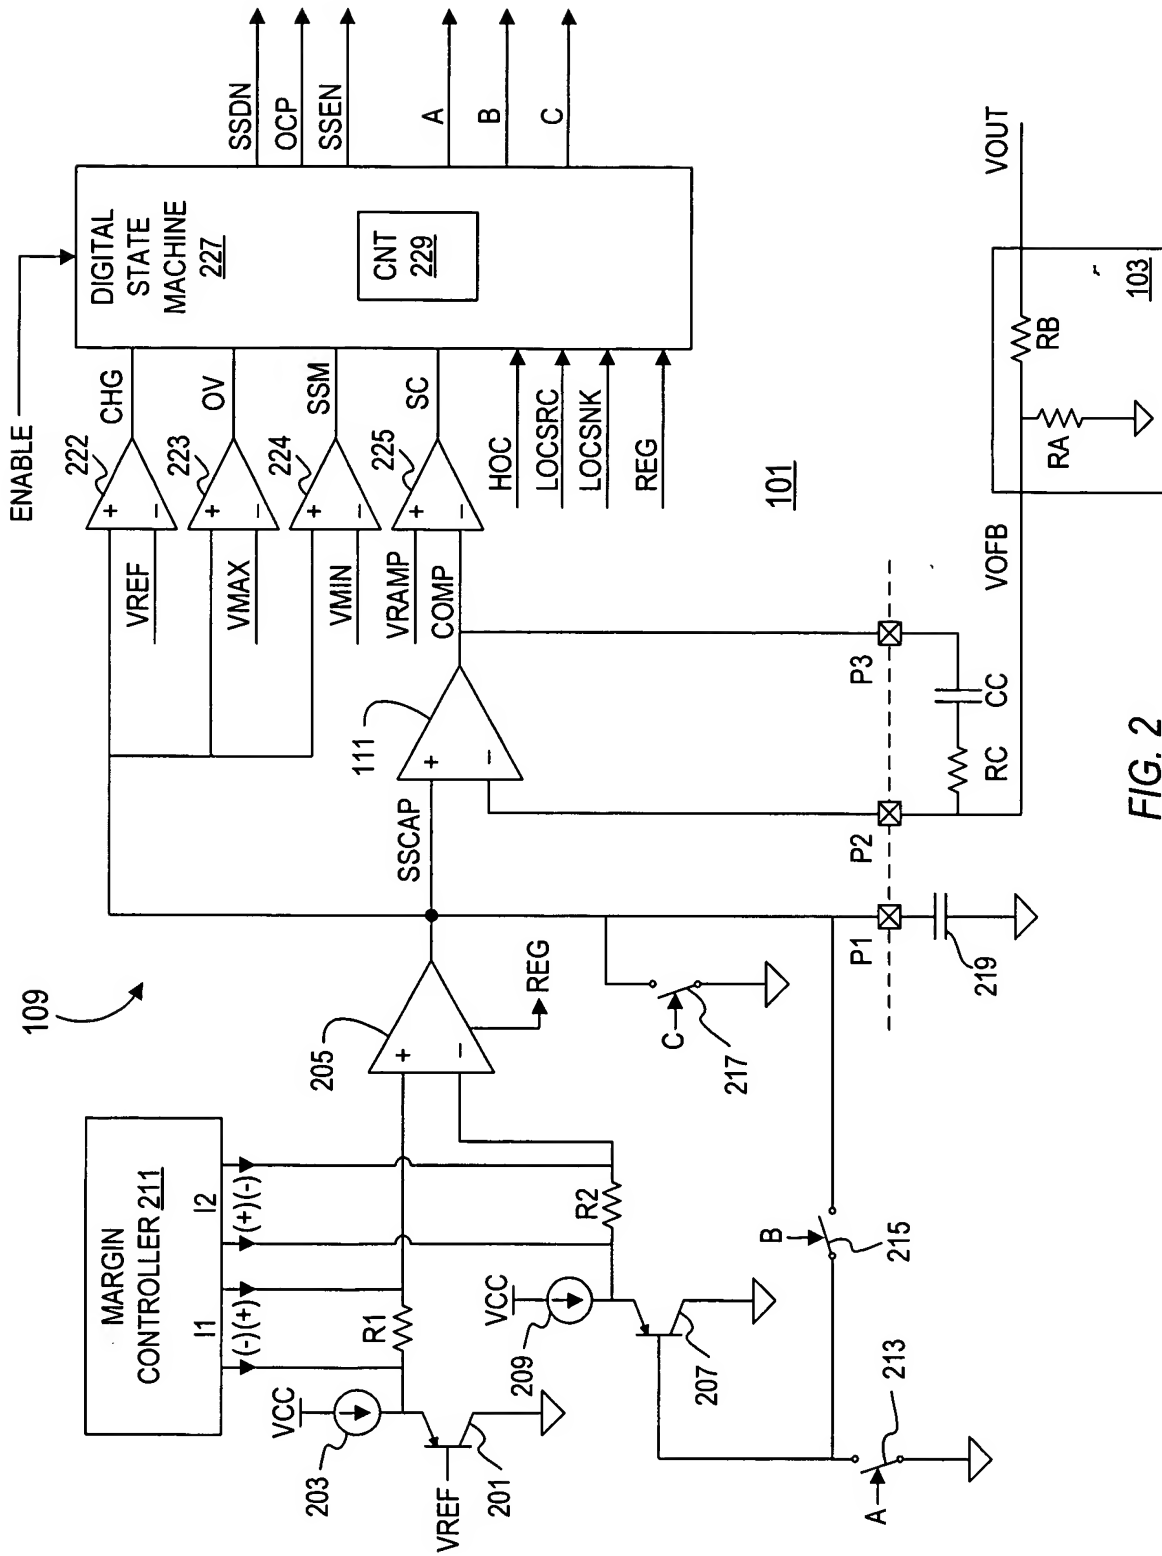 109
MARGIN
CONTROLLER 211
I1
I2
(-)(+)
(+)(-)
VCC
203
R1
VREF
201
VCC
209
R2
207
205
REG
A
213
B
215
C
217
SSCAP
111
P1
219
P2
P3
RC
CC
ENABLE
222
CHG
VREF
223
OV
VMAX
224
SSM
VMIN
225
SC
VRAMP
COMP
HOC
LOCSRC
LOCSNK
REG
DIGITAL
STATE
MACHINE
227
CNT
229
SSDN
OCP
SSEN
A
B
C
101
VOFB
RA
RB
103
VOUT
+
−
+
−
+
−
+
−
+
−
+
−
FIG. 2